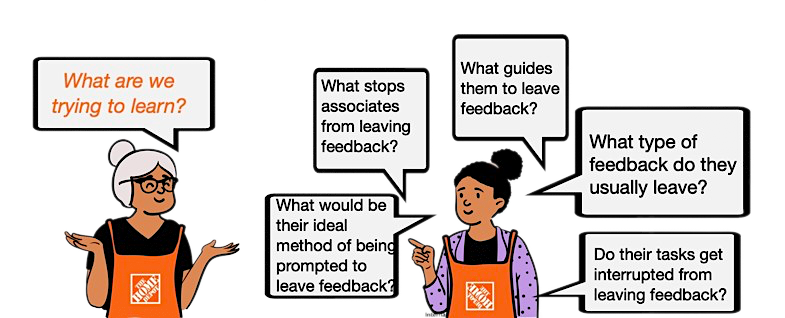 What are we
trying to learn?
What stops
associates
from leaving
feedback?
What guides
them to leave
feedback?
What type of
feedback do they
usually leave?
What would be
their ideal
method of being
prompted to
leave feedback?
Do their tasks get
interrupted from
leaving feedback?
THE
HOME
DEPOT
THE
HOME
DEPOT